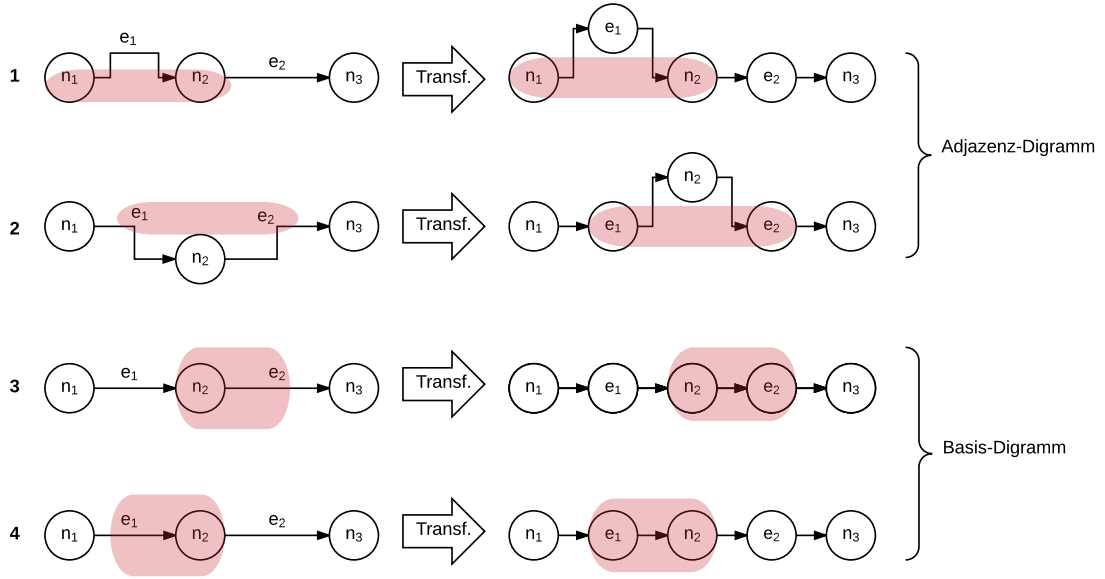 1 n₁ e₁ n₂ e₂ n₃ Transf. n₁ e₁ n₂ e₂ n₃
Adjazenz-Digramm
2 n₁ e₁ n₂ e₂ n₃ Transf. n₁ e₁ n₂ e₂ n₃
3 n₁ e₁ n₂ e₂ n₃ Transf. n₁ e₁ n₂ e₂ n₃
Basis-Digramm
4 n₁ e₁ n₂ e₂ n₃ Transf. n₁ e₁ n₂ e₂ n₃